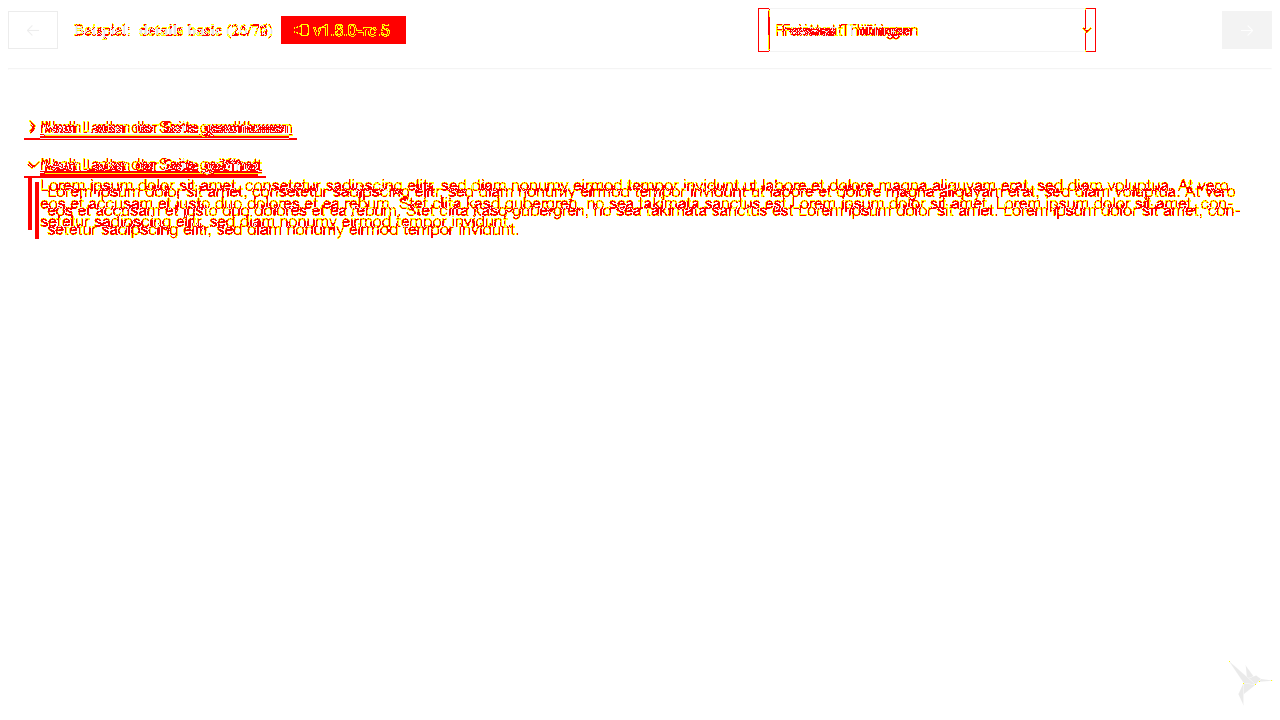 Beispiel: details basic v1.6.0-rc.5 Freistaat Thüringen
Nach Laden der Seite geschlossen
Nach Laden der Seite geöffnet
Lorem ipsum dolor sit amet, consetetur sadipscing elitr, sed diam nonumy eirmod tempor invidunt ut labore et dolore magna aliquyam erat, sed diam voluptua. At vero
eos et accusam et justo duo dolores et ea rebum. Stet clita kasd gubergren, no sea takimata sanctus est Lorem ipsum dolor sit amet. Lorem ipsum dolor sit amet, con-
setetur sadipscing elitr, sed diam nonumy eirmod tempor invidunt.